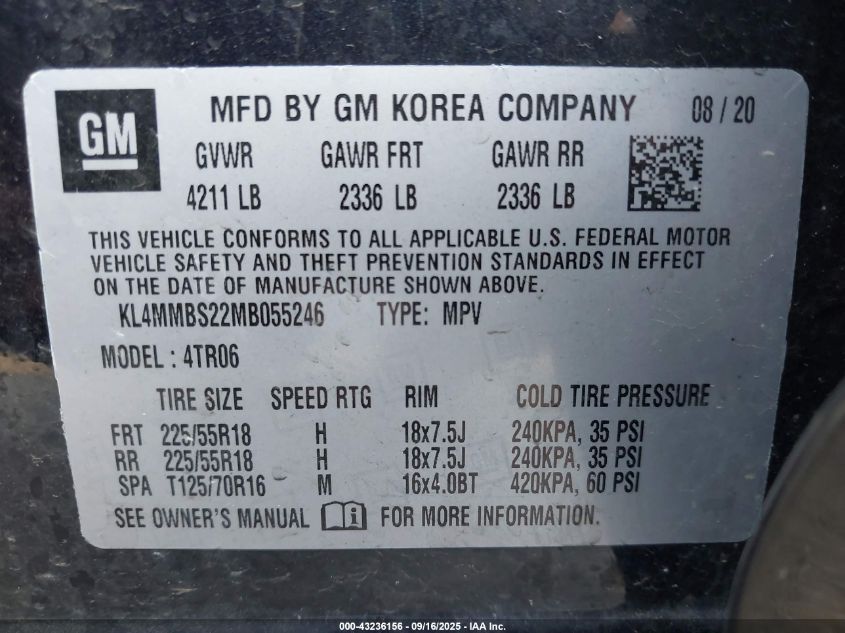 GM
MFD BY GM KOREA COMPANY 08 / 20
GVWR GAWR FRT GAWR RR
4211 LB 2336 LB 2336 LB
THIS VEHICLE CONFORMS TO ALL APPLICABLE U.S. FEDERAL MOTOR
VEHICLE SAFETY AND THEFT PREVENTION STANDARDS IN EFFECT
ON THE DATE OF MANUFACTURE SHOWN ABOVE.
KL4MMBS22MB055246 TYPE: MPV
MODEL : 4TR06
TIRE SIZE SPEED RTG RIM COLD TIRE PRESSURE
FRT 225/55R18 H 18x7.5J 240KPA, 35 PSI
RR 225/55R18 H 18x7.5J 240KPA, 35 PSI
SPA T125/70R16 M 16x4.0BT 420KPA, 60 PSI
SEE OWNER'S MANUAL i FOR MORE INFORMATION.
000-43236156 - 09/16/2025 - IAA Inc.